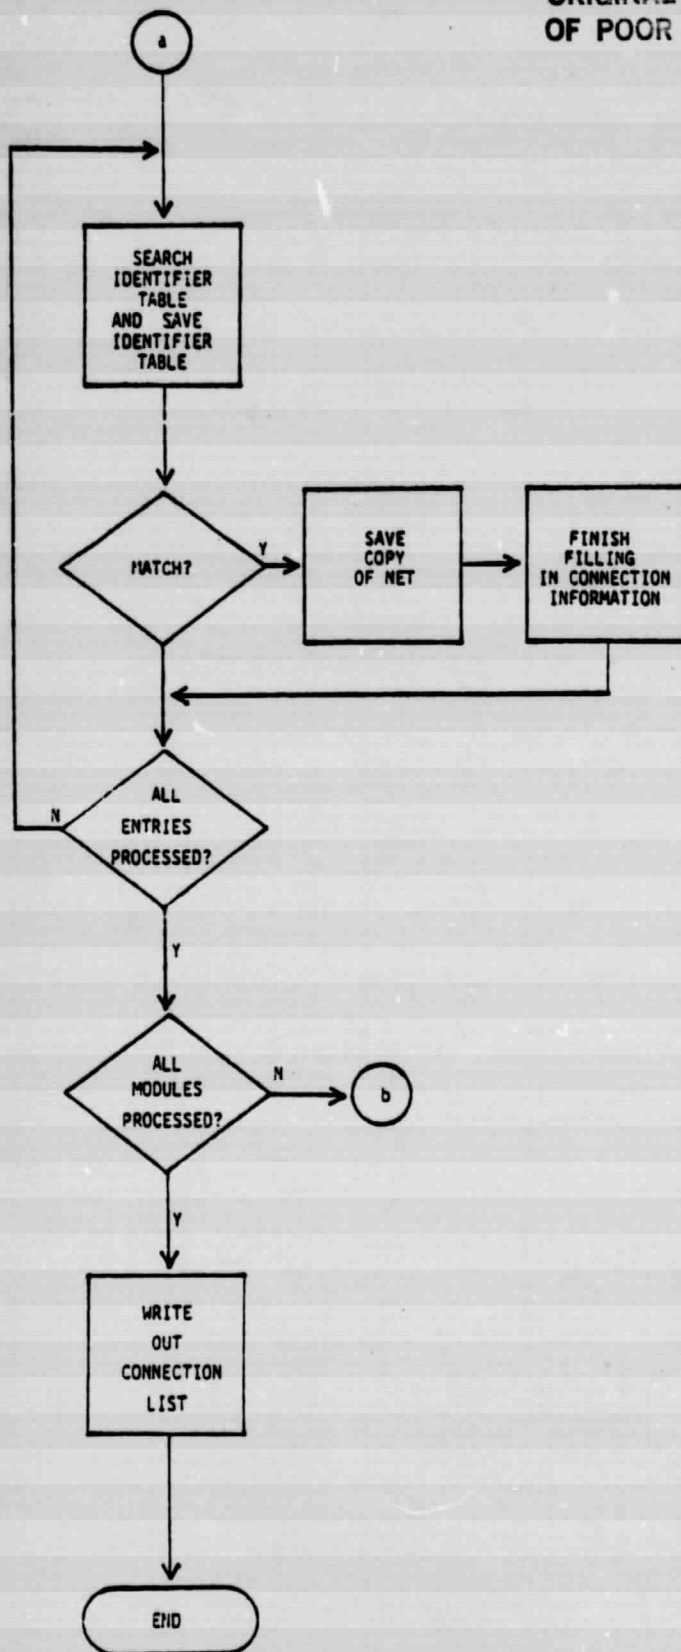 OF POOR
a
SEARCH
IDENTIFIER
TABLE
AND SAVE
IDENTIFIER
TABLE
MATCH?
Y
SAVE
COPY
OF NET
FINISH
FILLING
IN CONNECTION
INFORMATION
ALL
ENTRIES
PROCESSED?
N
Y
ALL
MODULES
PROCESSED?
N
b
Y
WRITE
OUT
CONNECTION
LIST
END